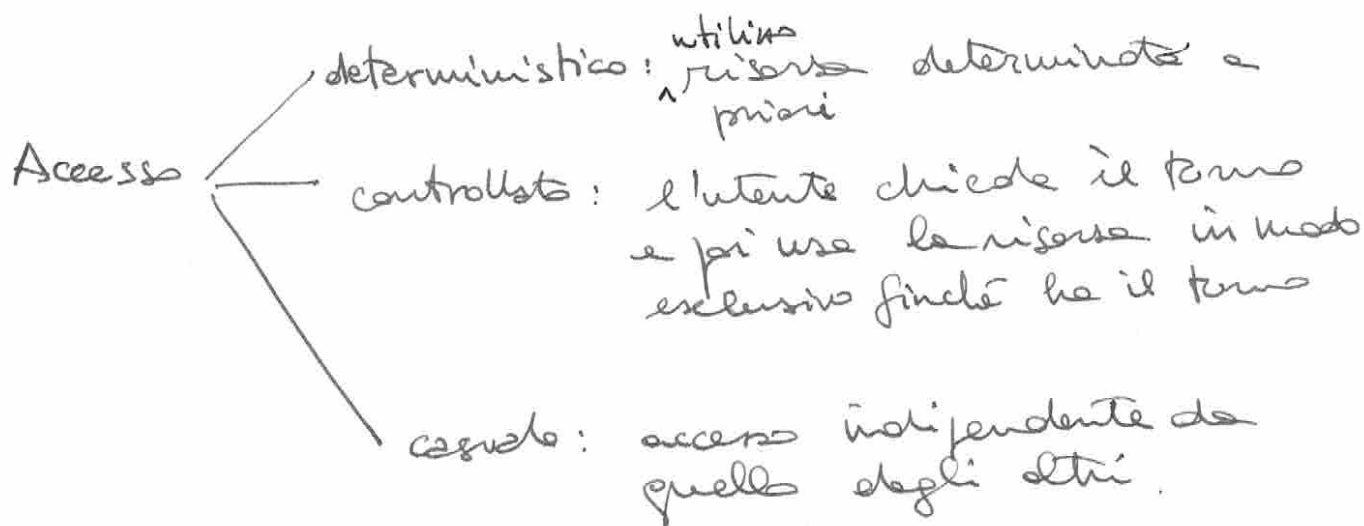 deterministico: utilizzo risorsa determinata a
priori
Accesso
controllato: l'utente chiede il turno
e poi usa la risorsa in modo
esclusivo finché ha il turno
casuale: accesso indipendente da
quello degli altri.